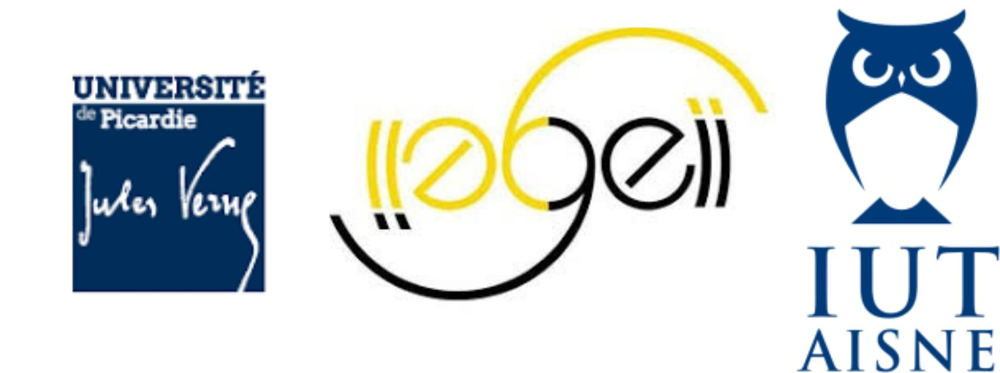 UNIVERSITÉ
de Picardie
Jules Verne
geii
IUT
AISNE